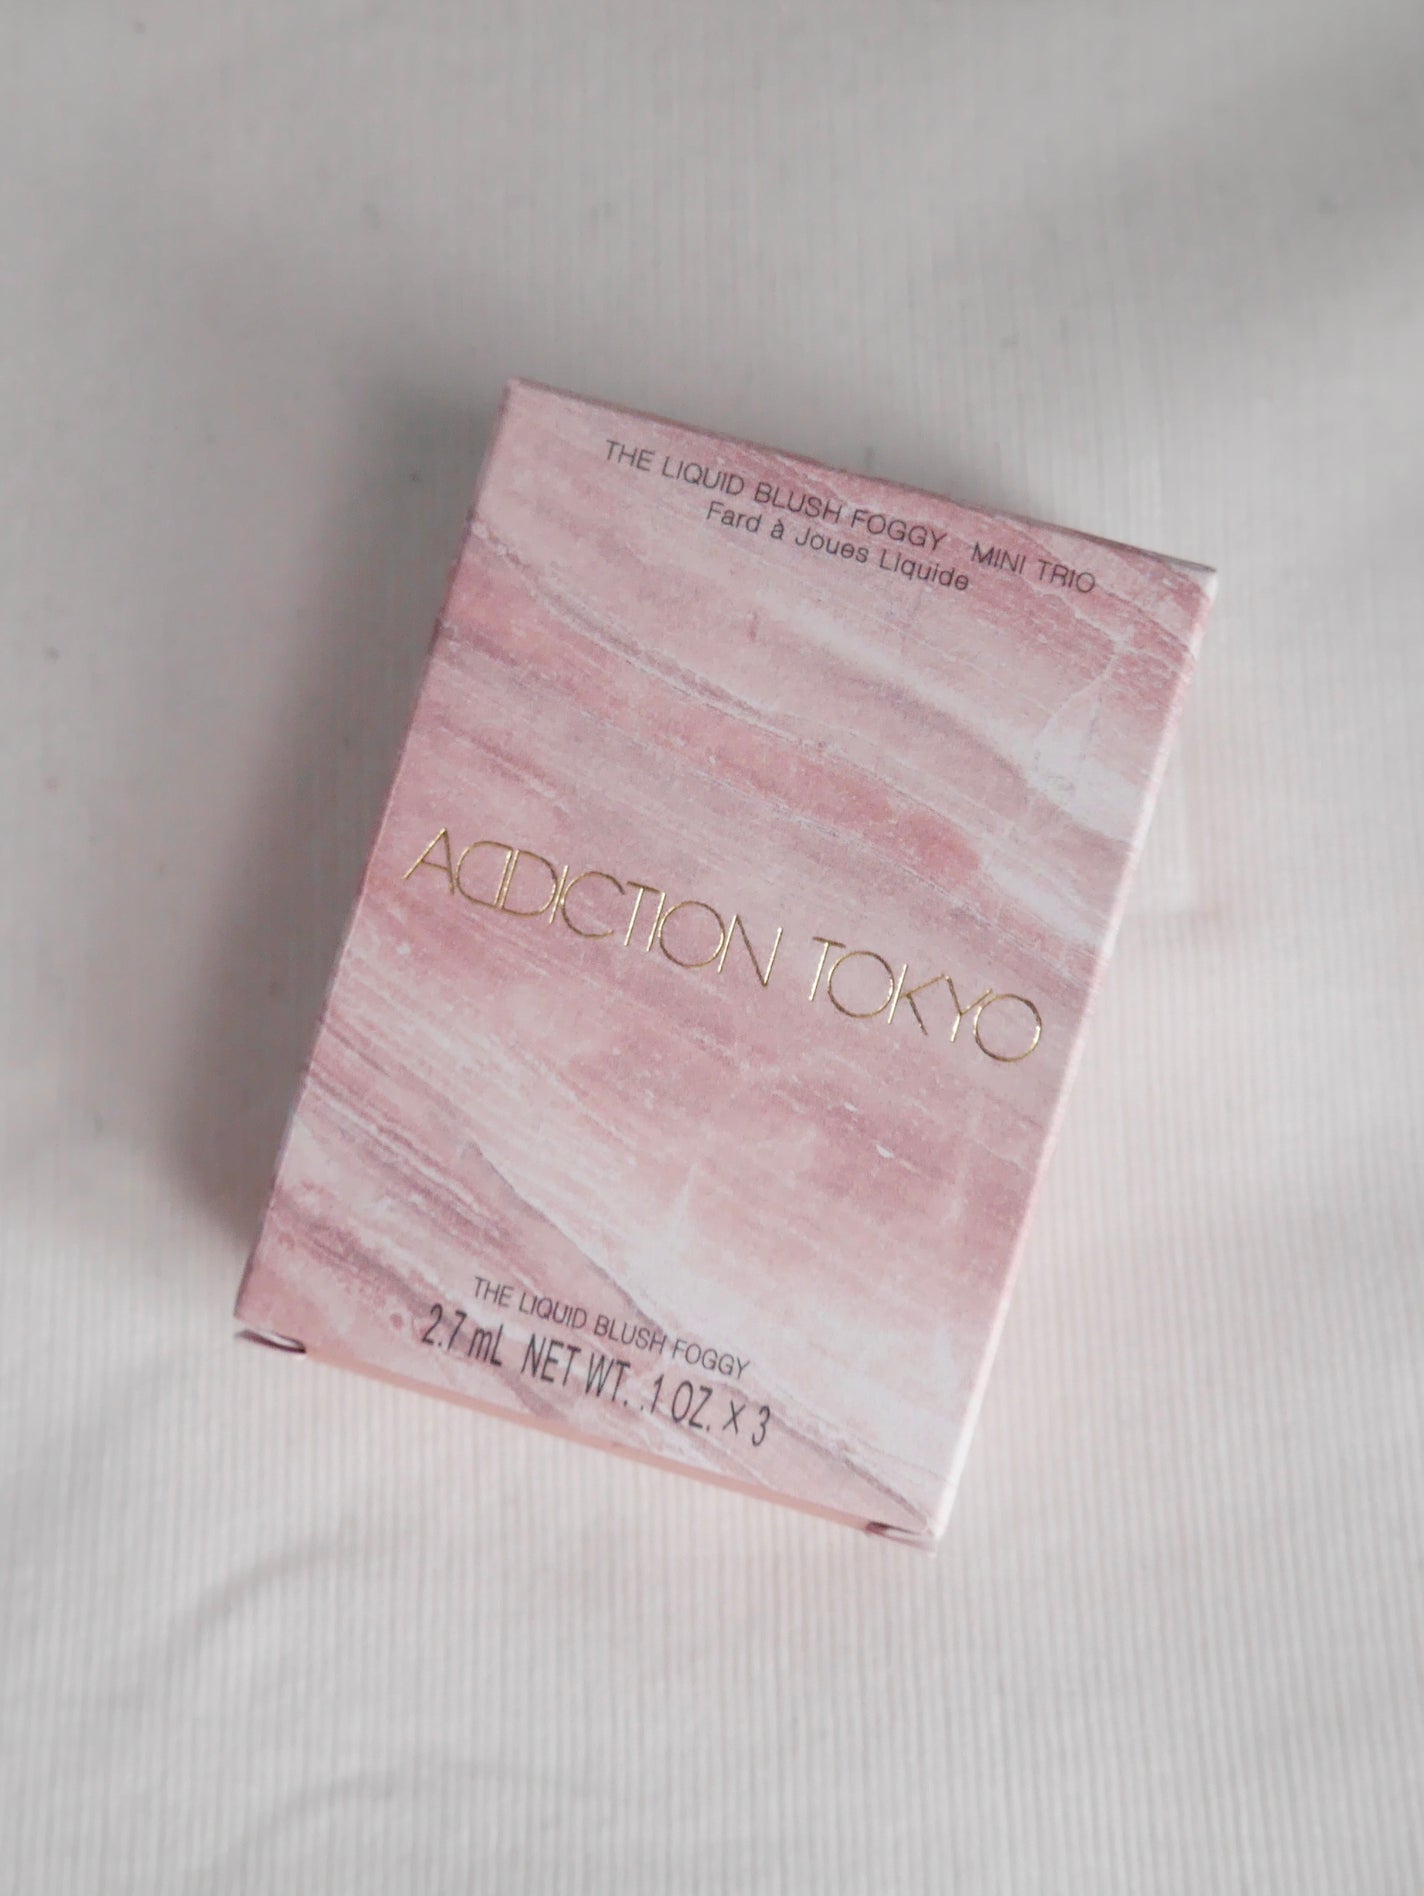 THE LIQUID BLUSH FOGGY MINI TRIO
Fard à Joues Liquide
ADDICTION TOKYO
THE LIQUID BLUSH FOGGY
2.7 mL NET WT. .1 OZ. x 3